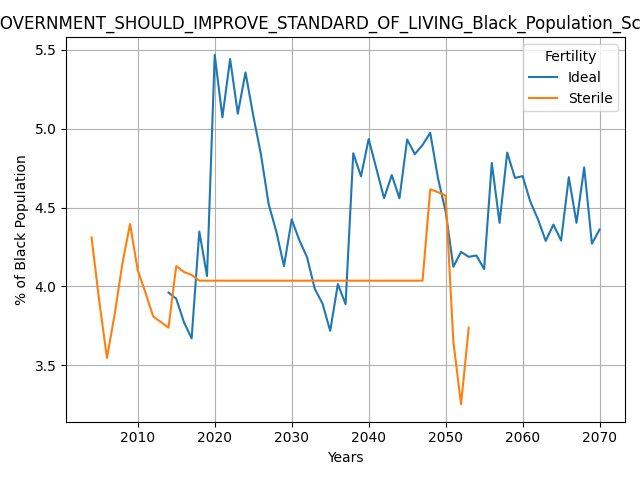 OVERNMENT_SHOULD_IMPROVE_STANDARD_OF_LIVING_Black_Population_Sc
5.5
5.0
4.5
4.0
3.5
% of Black Population
Fertility
Ideal
Sterile
2010 2020 2030 2040 2050 2060 2070
Years